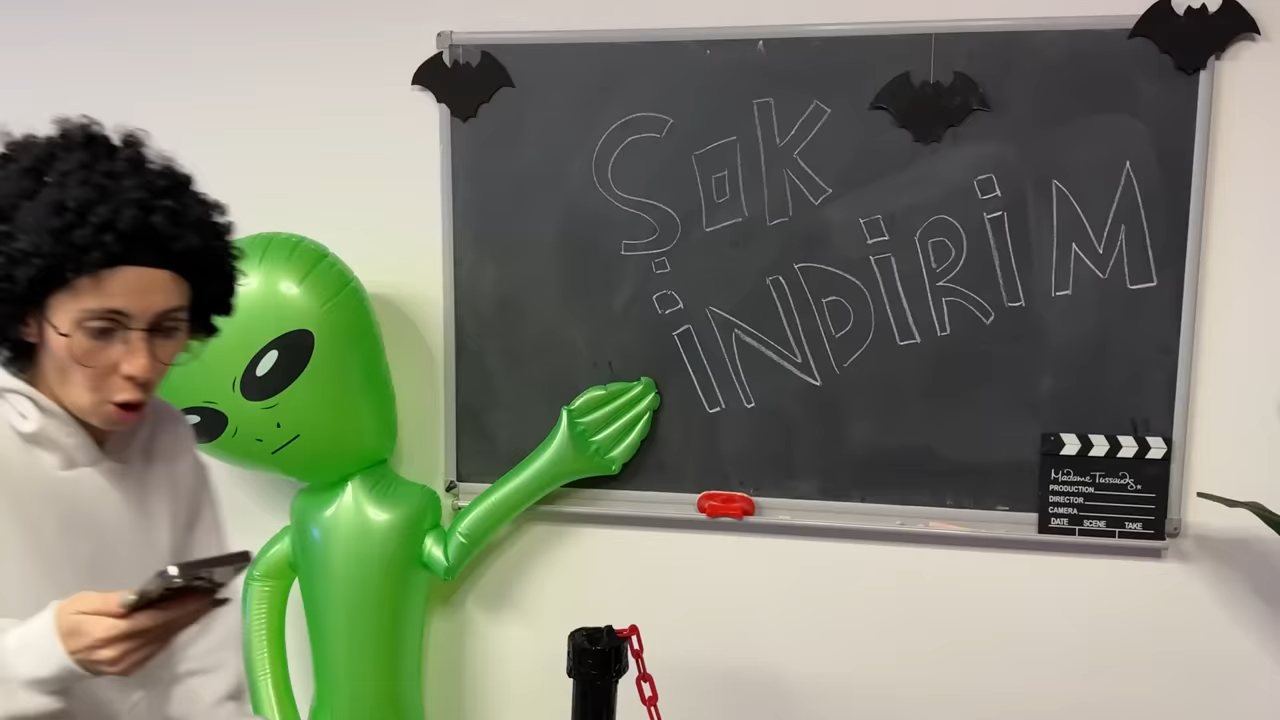 ŞOK
İNDİRİM
Madame Tussauds
PRODUCTION
DIRECTOR
CAMERA
DATE SCENE TAKE